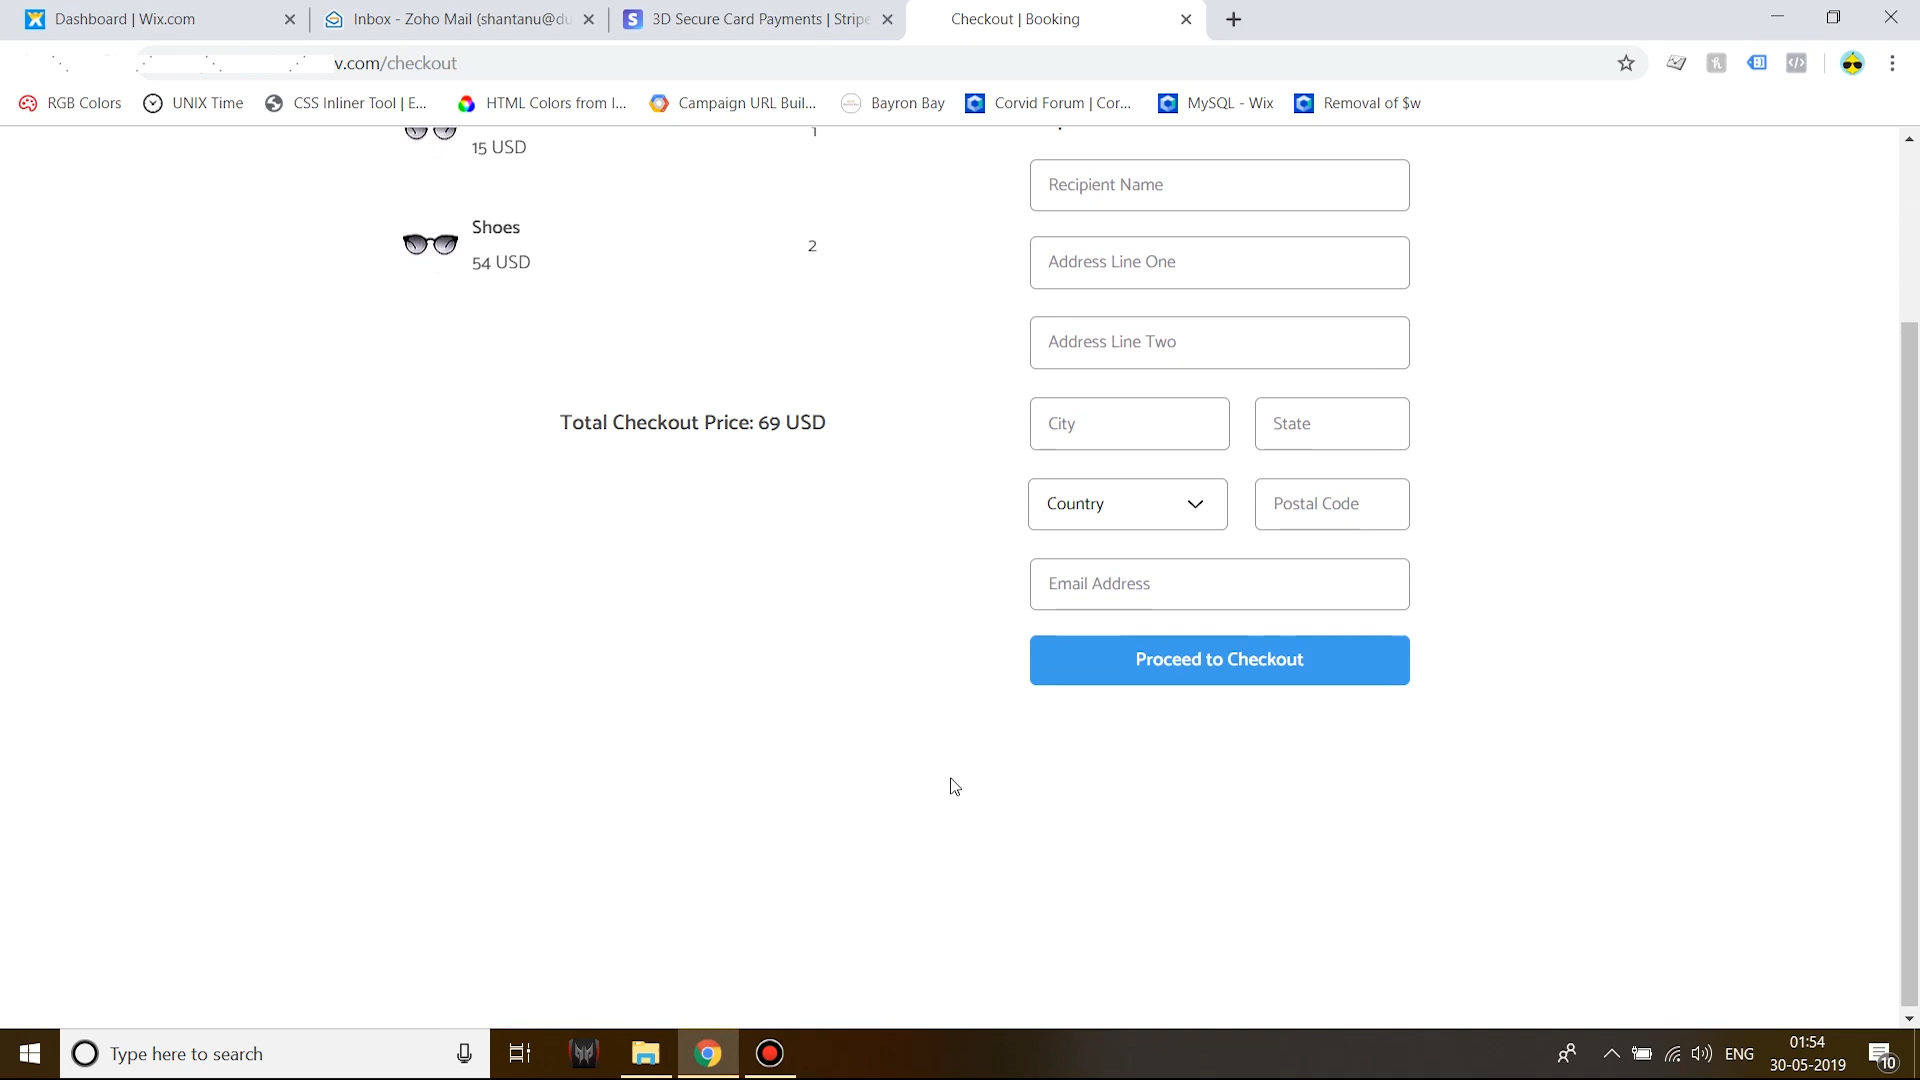 Dashboard | Wix.com
Inbox - Zoho Mail (shantanu@du
3D Secure Card Payments | Stripe
Checkout | Booking
v.com/checkout
RGB Colors
UNIX Time
CSS Inliner Tool | E...
HTML Colors from I...
Campaign URL Buil...
Bayron Bay
Corvid Forum | Cor...
MySQL - Wix
Removal of $w
15 USD
1
Shoes
54 USD
2
Total Checkout Price: 69 USD
Recipient Name
Address Line One
Address Line Two
City
State
Country
Postal Code
Email Address
Proceed to Checkout
Type here to search
ENG
01:54
30-05-2019
10